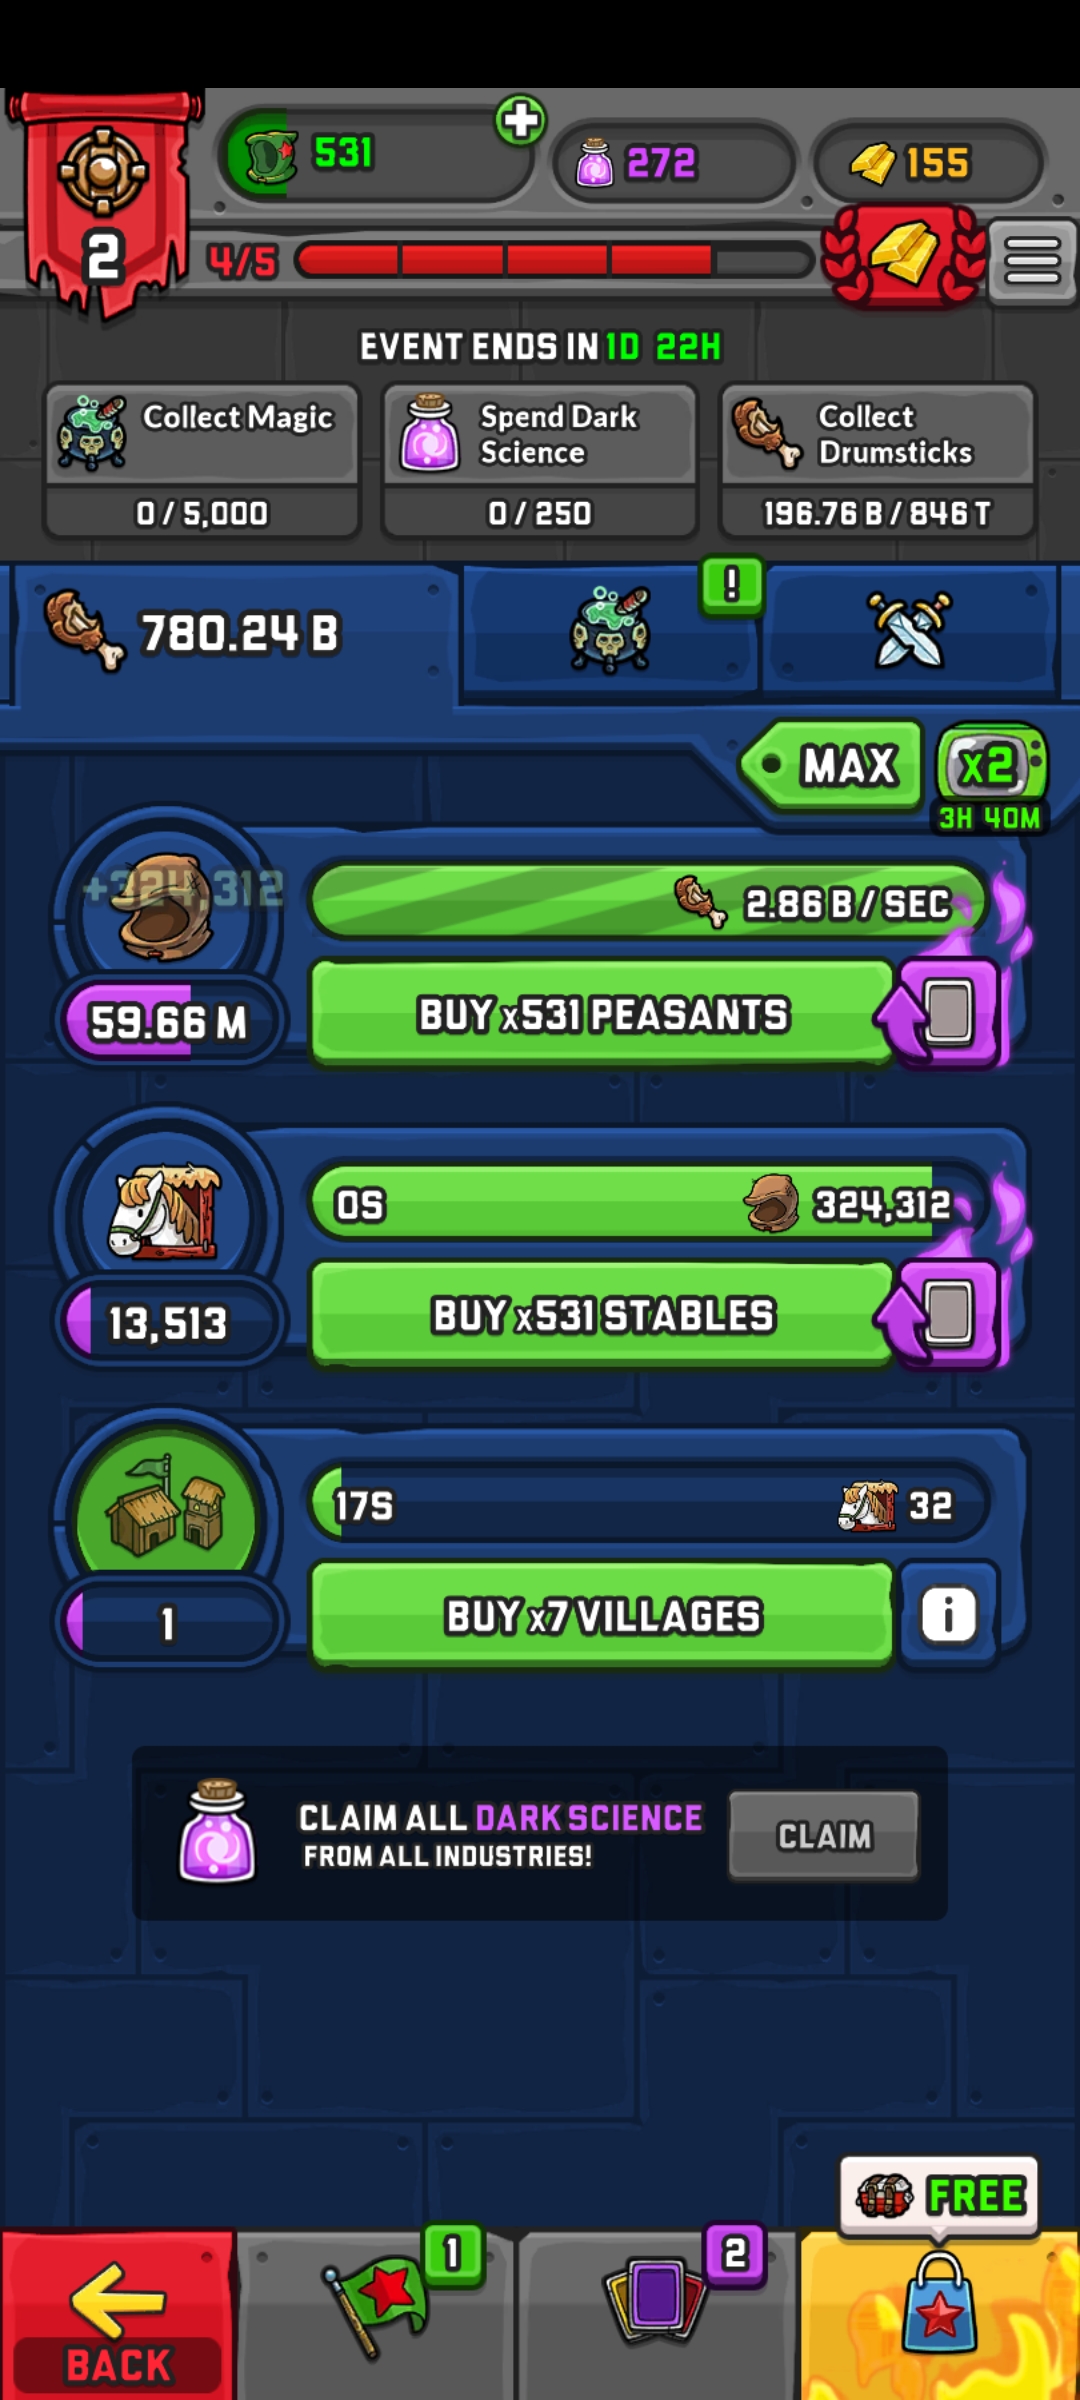 531
272
155
2
4/5
EVENT ENDS IN 1D 22H
Collect Magic
0 / 5,000
Spend Dark
Science
0 / 250
Collect
Drumsticks
196.76 B / 846 T
780.24 B
!
MAX
x2
3H 40M
+324,312
2.86 B / SEC
59.66 M
BUY x531 PEASANTS
0S
324,312
13,513
BUY x531 STABLES
17S
32
1
BUY x7 VILLAGES
i
CLAIM ALL DARK SCIENCE
FROM ALL INDUSTRIES!
CLAIM
FREE
1
2
BACK